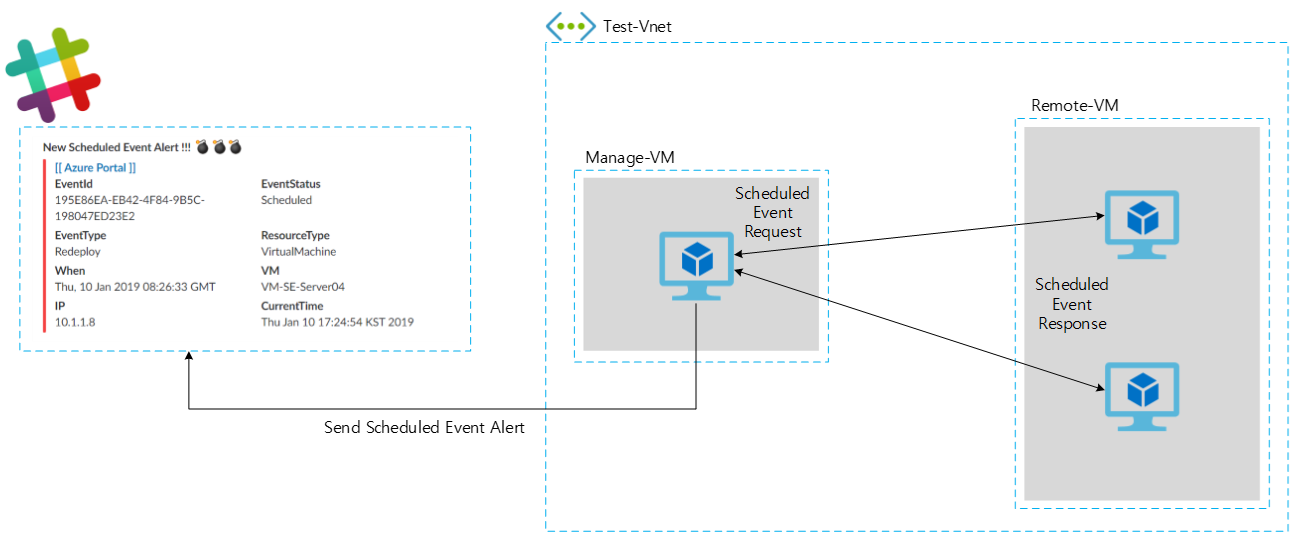 New Scheduled Event Alert !!!
[[ Azure Portal ]]
EventId
195E86EA-EB42-4F84-9B5C-
198047ED23E2
EventStatus
Scheduled
EventType
Redeploy
ResourceType
VirtualMachine
When
Thu, 10 Jan 2019 08:26:33 GMT
VM
VM-SE-Server04
IP
10.1.1.8
CurrentTime
Thu Jan 10 17:24:54 KST 2019
Send Scheduled Event Alert
Test-Vnet
Manage-VM
Scheduled
Event
Request
Remote-VM
Scheduled
Event
Response